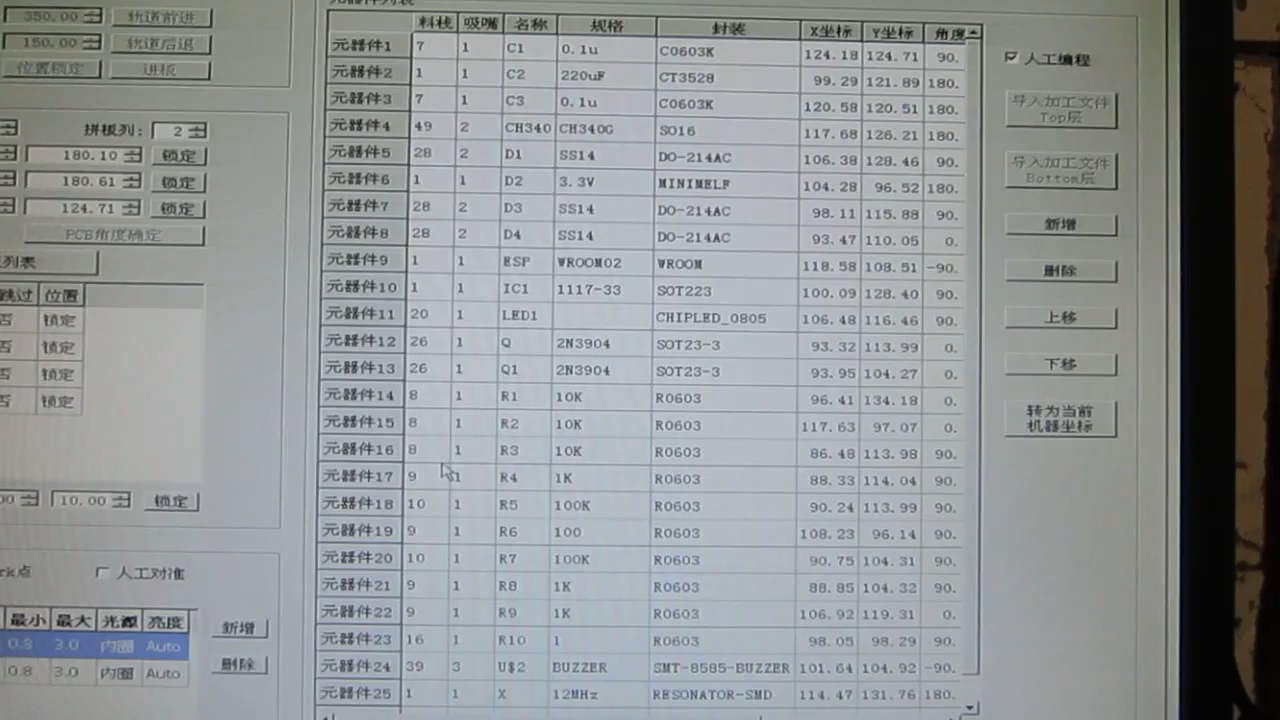 元器件列表
350.00 轨道前进
150.00 轨道后退
位置锁定 进板
拼板列: 2
180.10 锁定
180.61 锁定
124.71 锁定
PCB角度确定
列表
跳过 位置
否 锁定
否 锁定
否 锁定
否 锁定
10.00 锁定
rk点 人工对准
最小 最大 光源 亮度
0.8 3.0 内圈 Auto
0.8 3.0 内圈 Auto
新增
删除
料栈 吸嘴 名称 规格 封装 X坐标 Y坐标 角度
元器件1 7 1 C1 0.1u C0603K 124.18 124.71 90.
元器件2 1 1 C2 220uF CT3528 99.29 121.89 180.
元器件3 7 1 C3 0.1u C0603K 120.58 120.51 180.
元器件4 49 2 CH340 CH340G SO16 117.68 126.21 180.
元器件5 28 2 D1 SS14 DO-214AC 106.38 128.46 90.
元器件6 1 1 D2 3.3V MINIMELF 104.28 96.52 180.
元器件7 28 2 D3 SS14 DO-214AC 98.11 115.88 90.
元器件8 28 2 D4 SS14 DO-214AC 93.47 110.05 0.
元器件9 1 1 ESP WROOM02 WROOM 118.58 108.51 -90.
元器件10 1 1 IC1 1117-33 SOT223 100.09 128.40 90.
元器件11 20 1 LED1 CHIPLED_0805 106.48 116.46 90.
元器件12 26 1 Q 2N3904 SOT23-3 93.32 113.99 0.
元器件13 26 1 Q1 2N3904 SOT23-3 93.95 104.27 0.
元器件14 8 1 R1 10K R0603 96.41 134.18 0.
元器件15 8 1 R2 10K R0603 117.63 97.07 0.
元器件16 8 1 R3 10K R0603 86.48 113.98 90.
元器件17 9 1 R4 1K R0603 88.33 114.04 90.
元器件18 10 1 R5 100K R0603 90.24 113.99 90.
元器件19 9 1 R6 100 R0603 108.23 96.14 90.
元器件20 10 1 R7 100K R0603 90.75 104.31 90.
元器件21 9 1 R8 1K R0603 88.85 104.32 90.
元器件22 9 1 R9 1K R0603 106.92 119.31 0.
元器件23 16 1 R10 1 R0603 98.05 98.29 90.
元器件24 39 3 U$2 BUZZER SMT-8585-BUZZER 101.64 104.92 -90.
元器件25 1 1 X 12MHz RESONATOR-SMD 114.47 131.76 180.
人工编程
导入加工文件
Top层
导入加工文件
Bottom层
新增
删除
上移
下移
转为当前
机器坐标